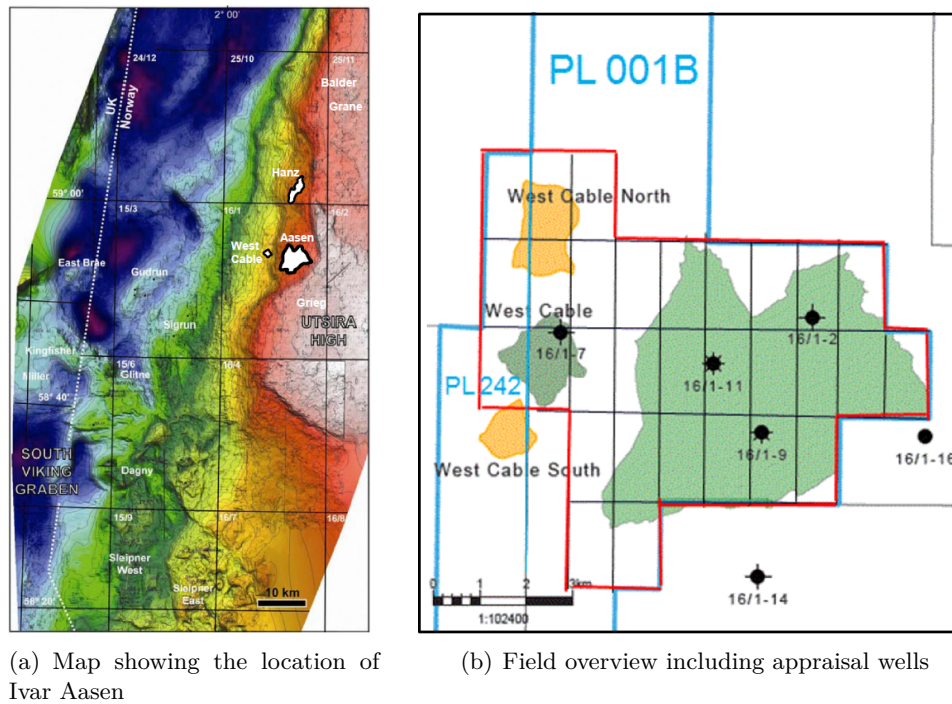 2° 00'
24/12
25/10
25/11
Balder
Grane
UK
Norway
Hanz
59° 00'
15/3
16/1
16/2
West
Cable
Aasen
East Brae
Gudrun
Grieg
Sigrun
UTSIRA
HIGH
Kingfisher
Miller
15/6
Glitne
16/4
58° 40'
SOUTH
VIKING
GRABEN
Dagny
15/9
16/7
16/8
Sleipner
West
Sleipner
East
10 km
PL 001B
West Cable North
West Cable
16/1-7
16/1-2
16/1-11
PL 242
16/1-9
16/1-16
West Cable South
0 1 2 3km
1:102400
16/1-14
(a) Map showing the location of
Ivar Aasen
(b) Field overview including appraisal wells